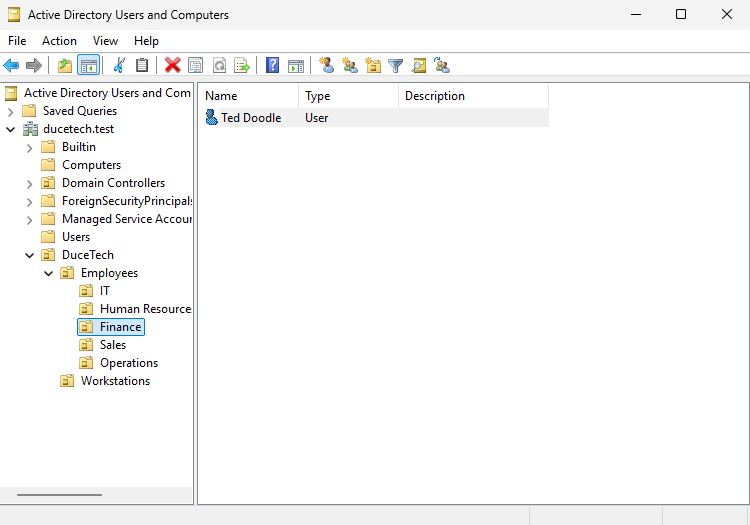 Active Directory Users and Computers
File Action View Help
Active Directory Users and Com
Saved Queries
ducetech.test
Builtin
Computers
Domain Controllers
ForeignSecurityPrincipals
Managed Service Accour
Users
DuceTech
Employees
IT
Human Resource
Finance
Sales
Operations
Workstations
Name Type Description
Ted Doodle User